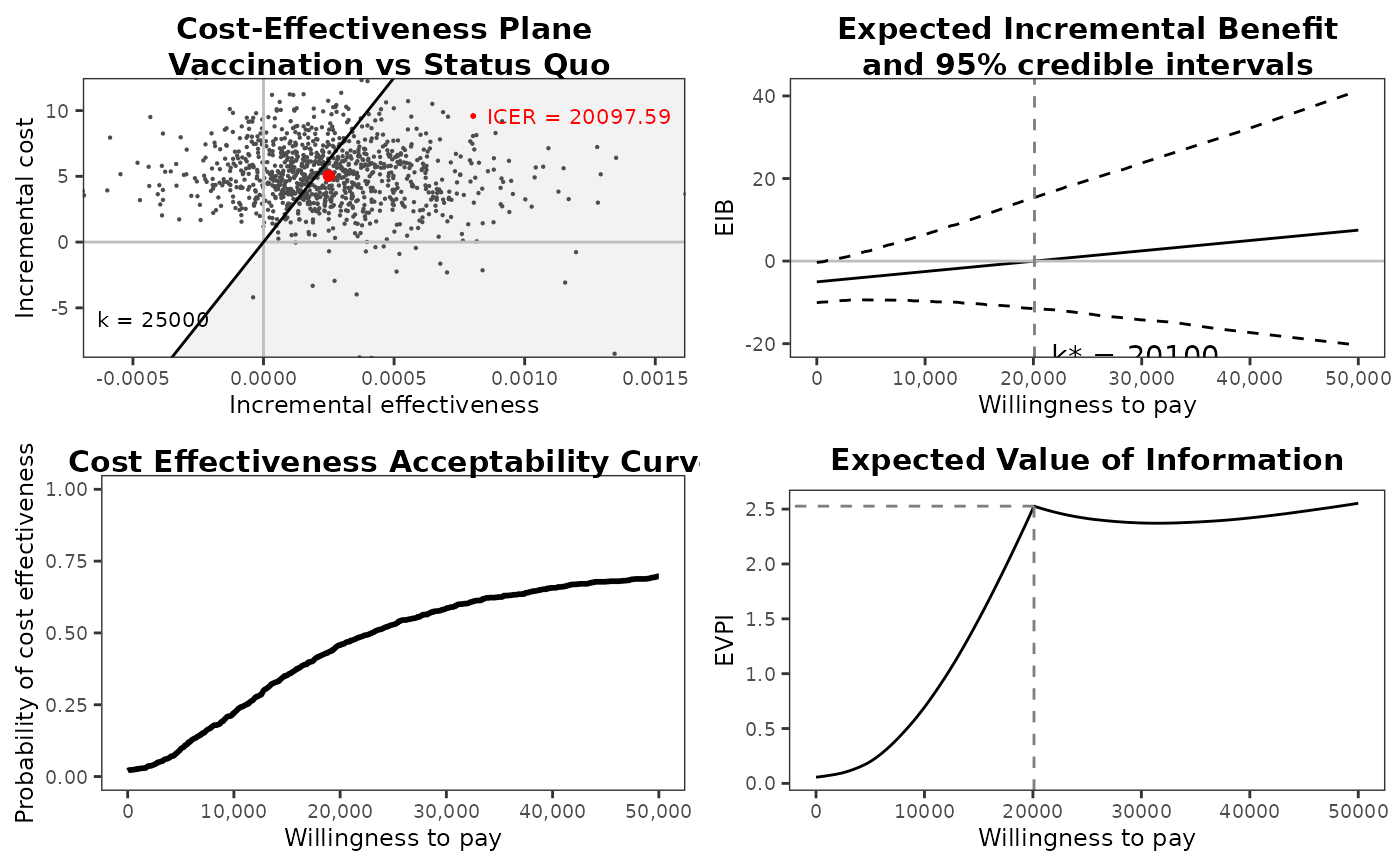 Cost-Effectiveness Plane
Vaccination vs Status Quo
Incremental cost
10
5
0
-5
ICER = 20097.59
k = 25000
-0.0005
0.0000
0.0005
0.0010
0.0015
Incremental effectiveness
Expected Incremental Benefit
and 95% credible intervals
EIB
40
20
0
-20
k* = 20100
0
10,000
20,000
30,000
40,000
50,000
Willingness to pay
Cost Effectiveness Acceptability Curve
Probability of cost effectiveness
1.00
0.75
0.50
0.25
0.00
0
10,000
20,000
30,000
40,000
50,000
Willingness to pay
Expected Value of Information
EVPI
2.5
2.0
1.5
1.0
0.5
0.0
0
10000
20000
30000
40000
50000
Willingness to pay